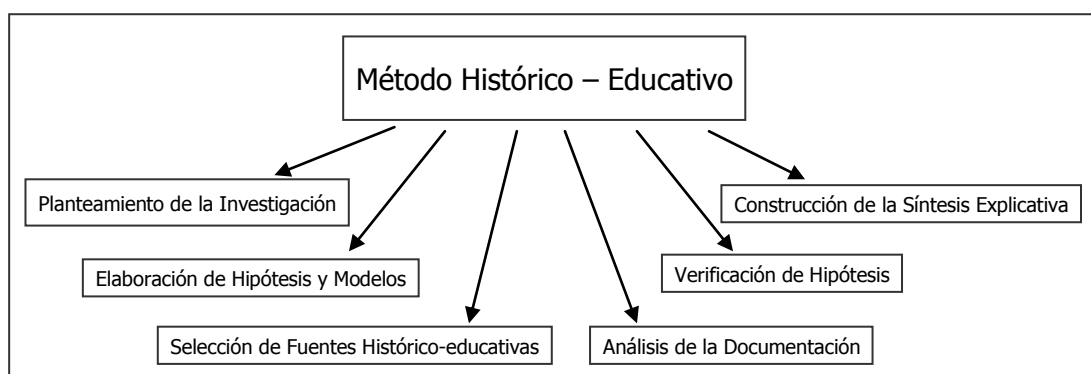 Método Histórico – Educativo
Planteamiento de la Investigación
Elaboración de Hipótesis y Modelos
Selección de Fuentes Histórico-educativas
Análisis de la Documentación
Verificación de Hipótesis
Construcción de la Síntesis Explicativa